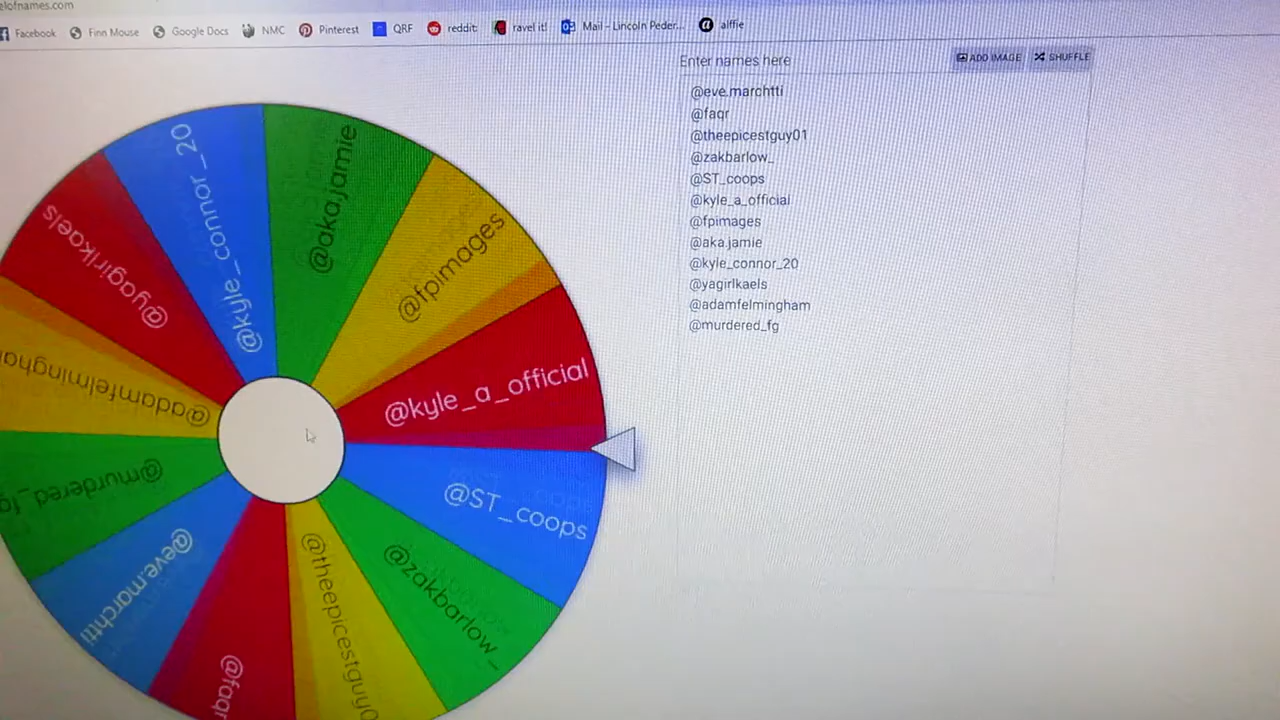 elofnames.com
Facebook Finn Mouse Google Docs NMC Pinterest QRF reddit ravel it! Mail – Lincoln Peder... alffie
Enter names here ADD IMAGE SHUFFLE
@eve.marchtti
@faqr
@theepicestguy01
@zakbarlow_
@ST_coops
@kyle_a_official
@fpimages
@aka.jamie
@kyle_connor_20
@yagirlkaels
@adamfelmingham
@murdered_fg
@kyle_connor_20
@aka.jamie
@fpimages
@kyle_a_official
@ST_coops
@zakbarlow_
@theepicestguy0
@faqr
@eve.marchtti
@murdered_fg
@adamfelmingha
@yagirlkaels